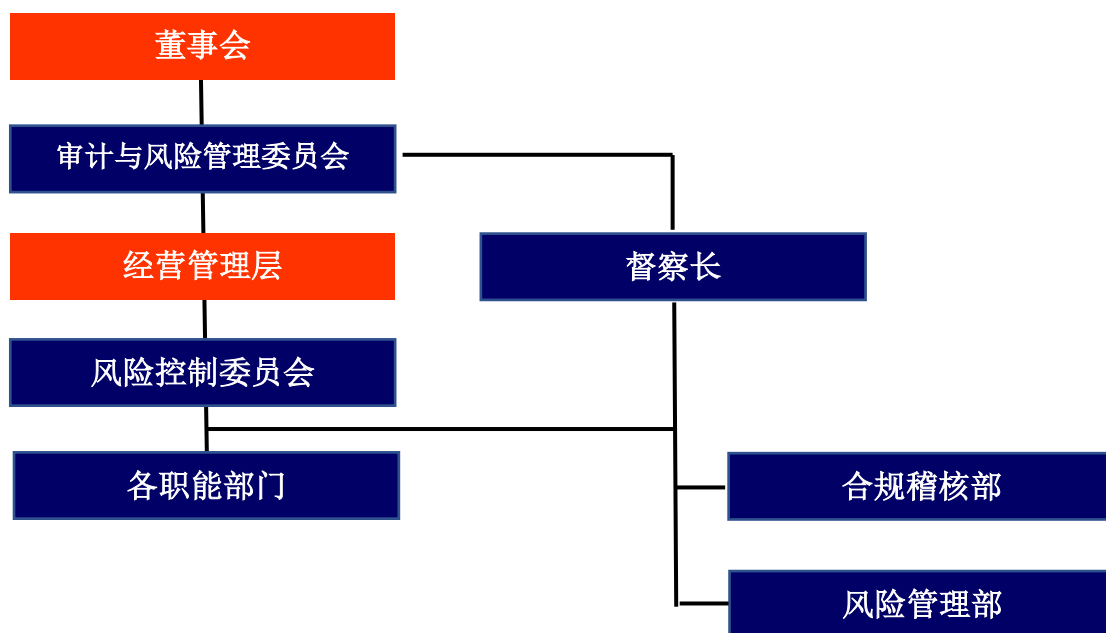 董事会
审计与风险管理委员会
经营管理层
督察长
风险控制委员会
各职能部门
合规稽核部
风险管理部